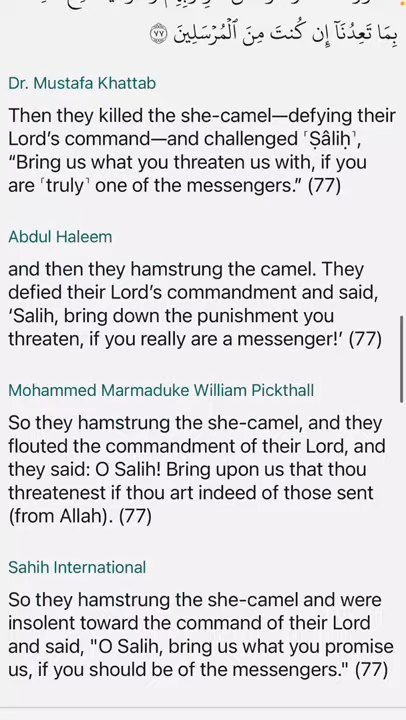 بِمَا تَعِدُنَآ إِن كُنتَ مِنَ ٱلْمُرْسَلِينَ ٧٧
Dr. Mustafa Khattab
Then they killed the she-camel—defying their
Lord’s command—and challenged ˹Ṣâliḥ˺,
“Bring us what you threaten us with, if you
are ˹truly˺ one of the messengers.” (77)
Abdul Haleem
and then they hamstrung the camel. They
defied their Lord’s commandment and said,
‘Salih, bring down the punishment you
threaten, if you really are a messenger!’ (77)
Mohammed Marmaduke William Pickthall
So they hamstrung the she-camel, and they
flouted the commandment of their Lord, and
they said: O Salih! Bring upon us that thou
threatenest if thou art indeed of those sent
(from Allah). (77)
Sahih International
So they hamstrung the she-camel and were
insolent toward the command of their Lord
and said, "O Salih, bring us what you promise
us, if you should be of the messengers." (77)